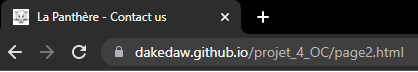 La Panthère - Contact us
dakedaw.github.io/projet_4_OC/page2.html